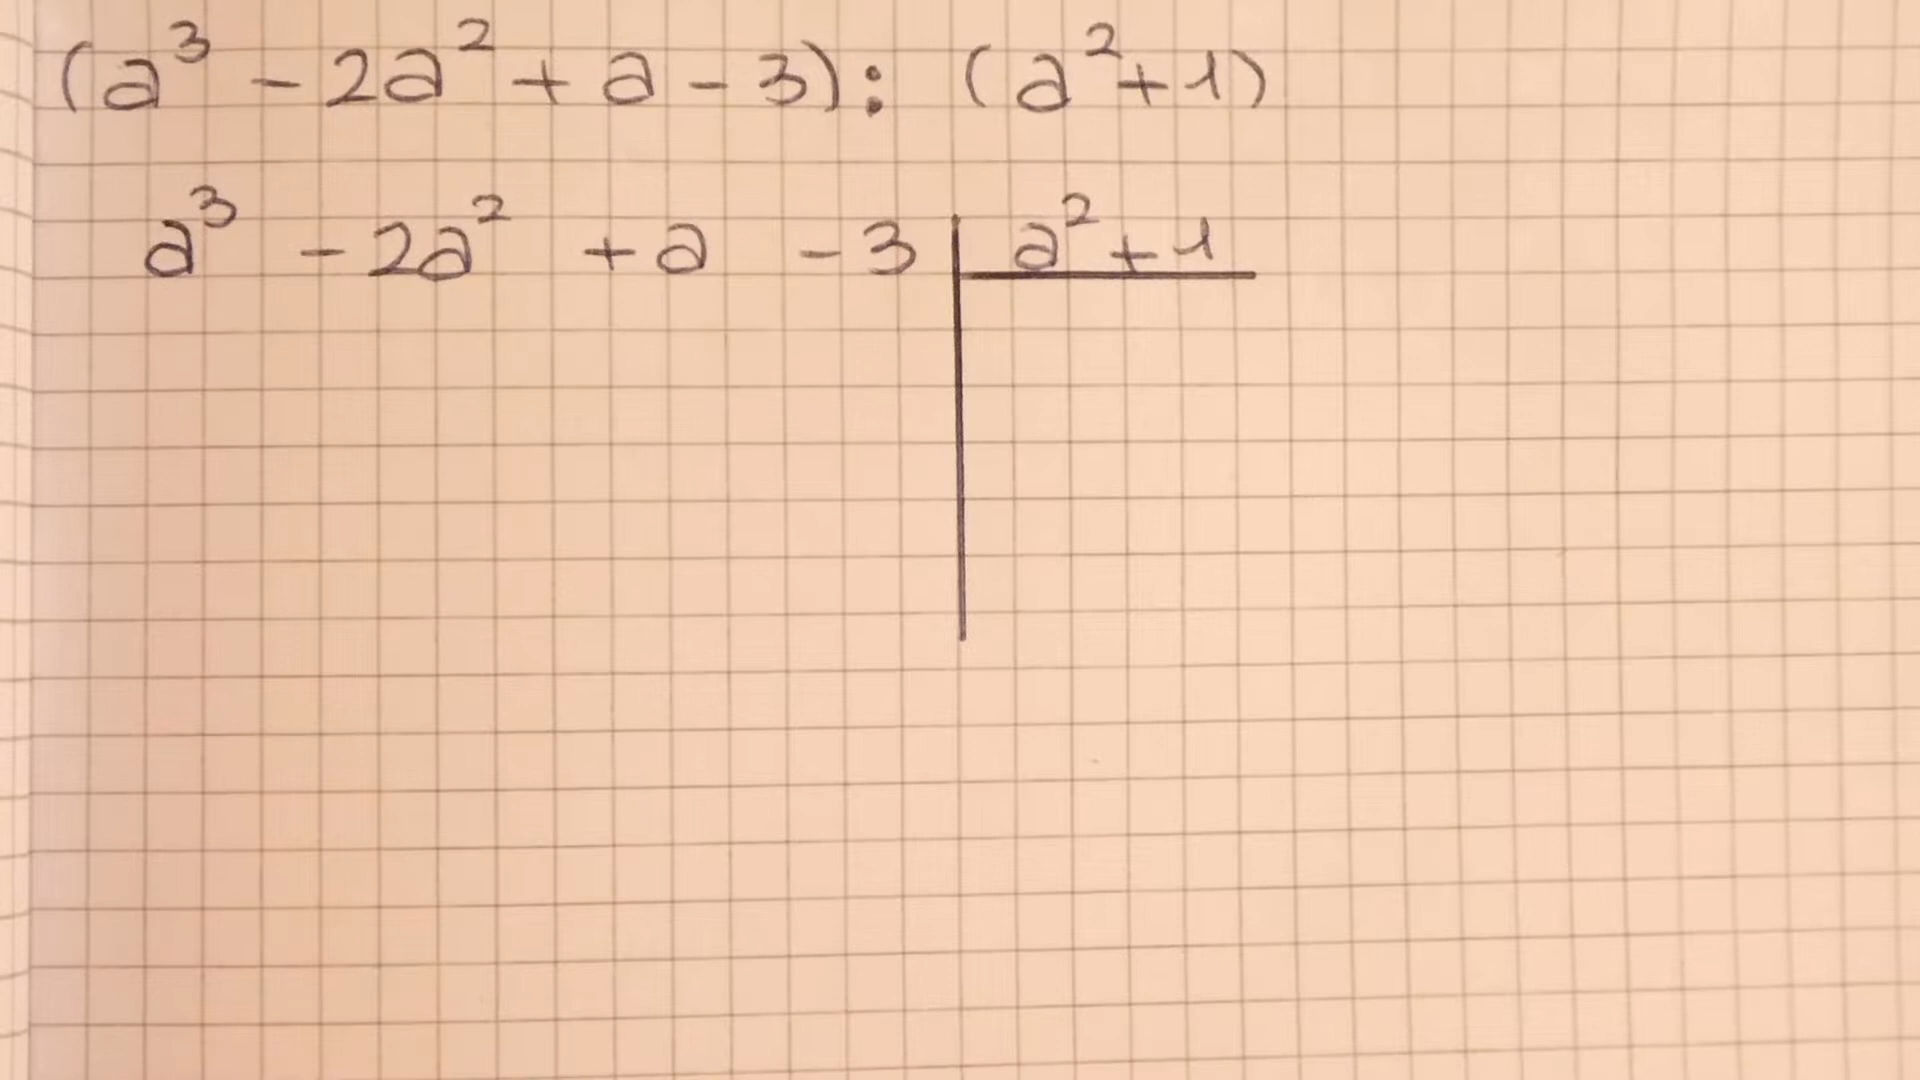 (a³ - 2a² + a - 3): (a² + 1)
a³ - 2a² + a - 3 | a² + 1